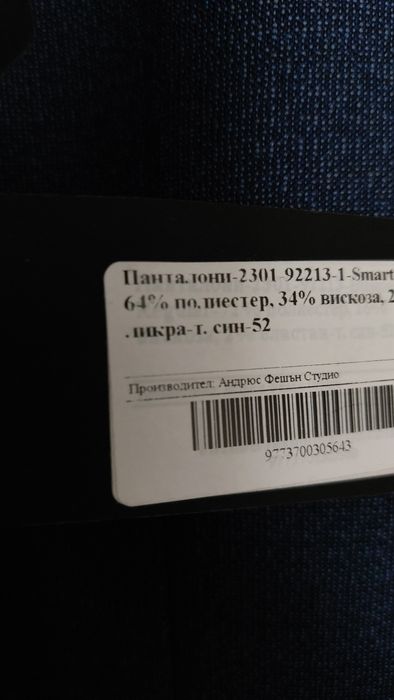 Панталони-2301-92213-1-Smart
64% полиестер, 34% вискоза, 2
ликра-т. син-52
Производител: Андрюс Фешън Студио
9773700305643